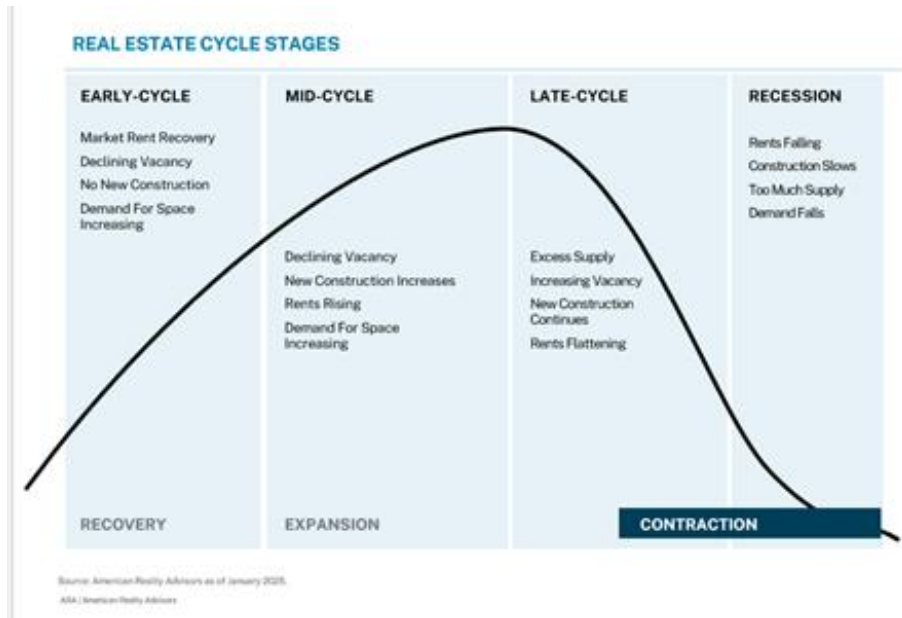 REAL ESTATE CYCLE STAGES
EARLY-CYCLE
Market Rent Recovery
Declining Vacancy
No New Construction
Demand For Space
Increasing
MID-CYCLE
Declining Vacancy
New Construction Increases
Rents Rising
Demand For Space
Increasing
LATE-CYCLE
Excess Supply
Increasing Vacancy
New Construction
Continues
Rents Flattening
RECESSION
Rents Falling
Construction Slows
Too Much Supply
Demand Falls
RECOVERY
EXPANSION
CONTRACTION
Source: American Realty Advisors as of January 2025.
ARA | American Realty Advisors